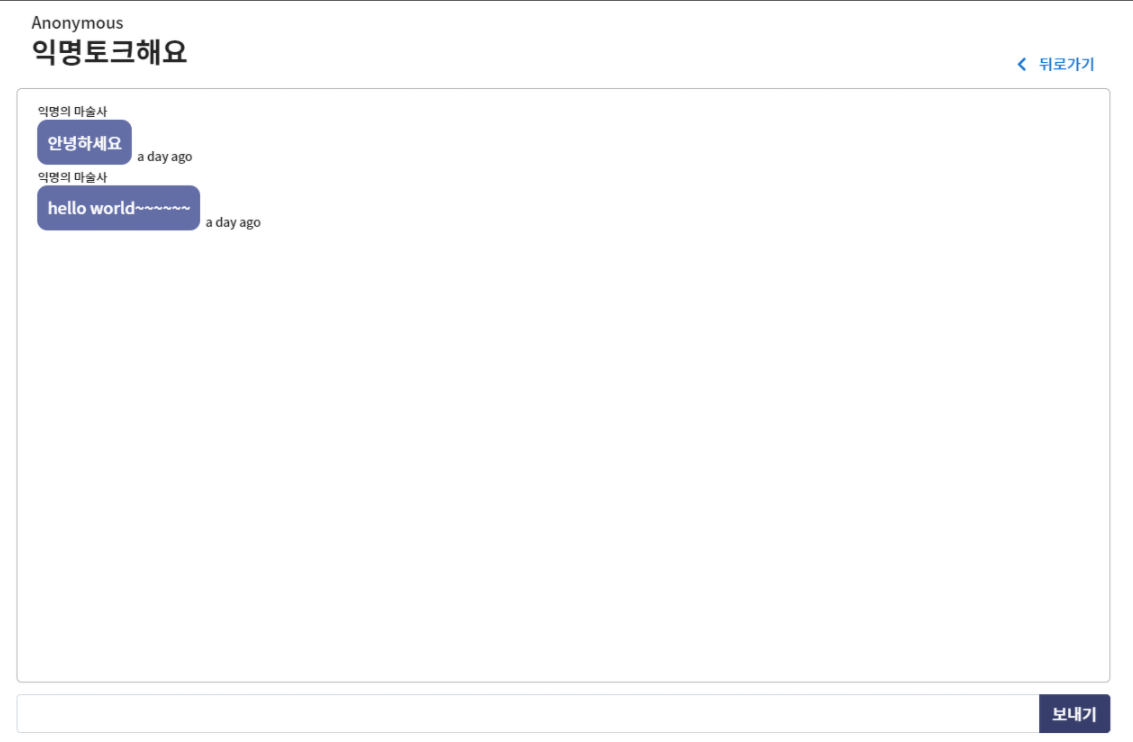 Anonymous
익명토크해요
뒤로가기
익명의 마술사
안녕하세요
a day ago
익명의 마술사
hello world~~~~~~
a day ago
보내기